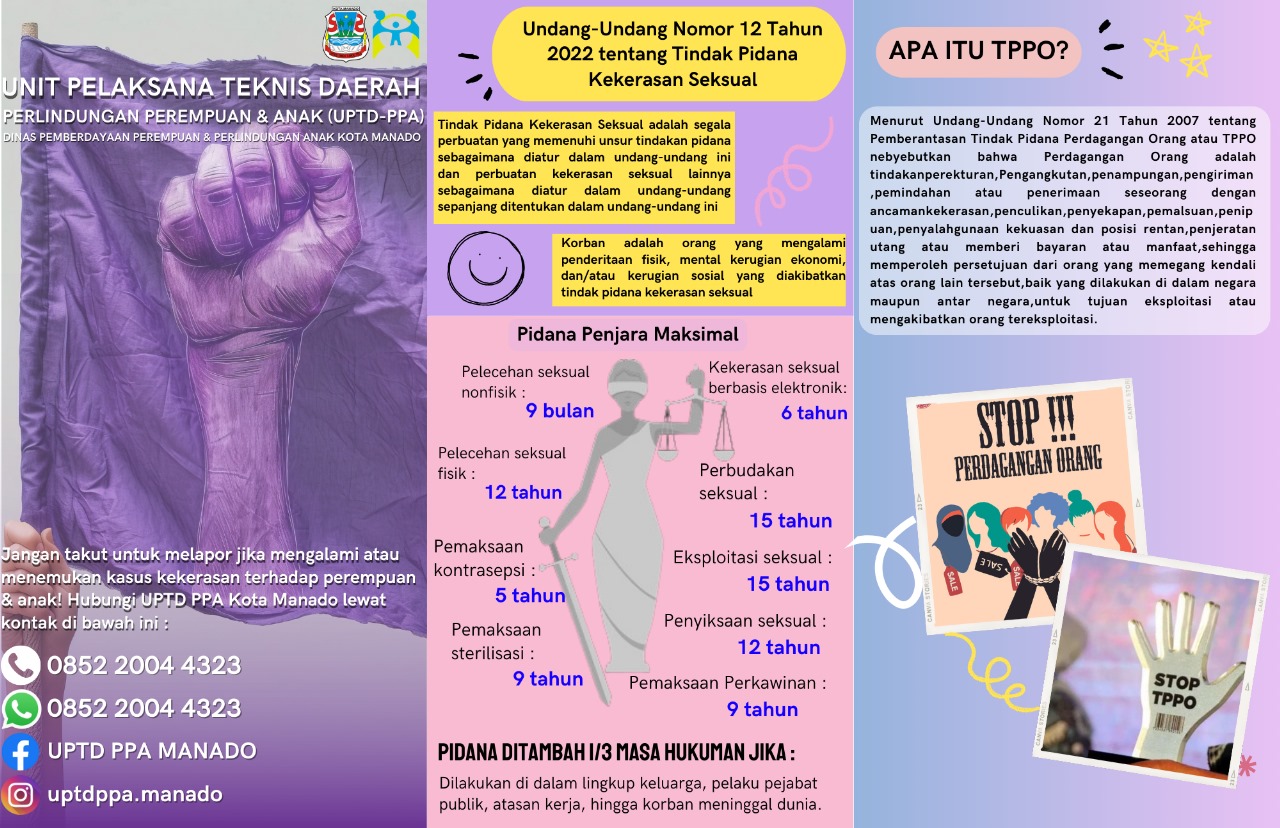 UNIT PELAKSANA TEKNIS DAERAH
PERLINDUNGAN PEREMPUAN & ANAK (UPTD-PPA)
DINAS PEMBERDAYAAN PEREMPUAN & PERLINDUNGAN ANAK KOTA MANADO
Jangan takut untuk melapor jika mengalami atau
menemukan kasus kekerasan terhadap perempuan
& anak! Hubungi UPTD PPA Kota Manado lewat
kontak di bawah ini :
0852 2004 4323
0852 2004 4323
UPTD PPA MANADO
uptdppa.manado
Undang-Undang Nomor 12 Tahun
2022 tentang Tindak Pidana
Kekerasan Seksual
Tindak Pidana Kekerasan Seksual adalah segala
perbuatan yang memenuhi unsur tindakan pidana
sebagaimana diatur dalam undang-undang ini
dan perbuatan kekerasan seksual lainnya
sebagaimana diatur dalam undang-undang
sepanjang ditentukan dalam undang-undang ini
Korban adalah orang yang mengalami
penderitaan fisik, mental kerugian ekonomi,
dan/atau kerugian sosial yang diakibatkan
tindak pidana kekerasan seksual
Pidana Penjara Maksimal
Pelecehan seksual
nonfisik :
9 bulan
Pelecehan seksual
fisik :
12 tahun
Pemaksaan
kontrasepsi :
5 tahun
Pemaksaan
sterilisasi :
9 tahun
Kekerasan seksual
berbasis elektronik:
6 tahun
Perbudakan
seksual :
15 tahun
Eksploitasi seksual :
15 tahun
Penyiksaan seksual :
12 tahun
Pemaksaan Perkawinan :
9 tahun
PIDANA DITAMBAH 1/3 MASA HUKUMAN JIKA :
Dilakukan di dalam lingkup keluarga, pelaku pejabat
publik, atasan kerja, hingga korban meninggal dunia.
APA ITU TPPO?
Menurut Undang-Undang Nomor 21 Tahun 2007 tentang
Pemberantasan Tindak Pidana Perdagangan Orang atau TPPO
nebyebutkan bahwa Perdagangan Orang adalah
tindakanperekturan,Pengangkutan,penampungan,pengiriman
,pemindahan atau penerimaan seseorang dengan
ancamankekerasan,penculikan,penyekapan,pemalsuan,penip
uan,penyalahgunaan kekuasan dan posisi rentan,penjeratan
utang atau memberi bayaran atau manfaat,sehingga
memperoleh persetujuan dari orang yang memegang kendali
atas orang lain tersebut,baik yang dilakukan di dalam negara
maupun antar negara,untuk tujuan eksploitasi atau
mengakibatkan orang tereksploitasi.
STOP !!!
PERDAGANGAN ORANG
SALE
SALE
SALE
STOP
TPPO
CANVA STORIES
CANVA STORIES